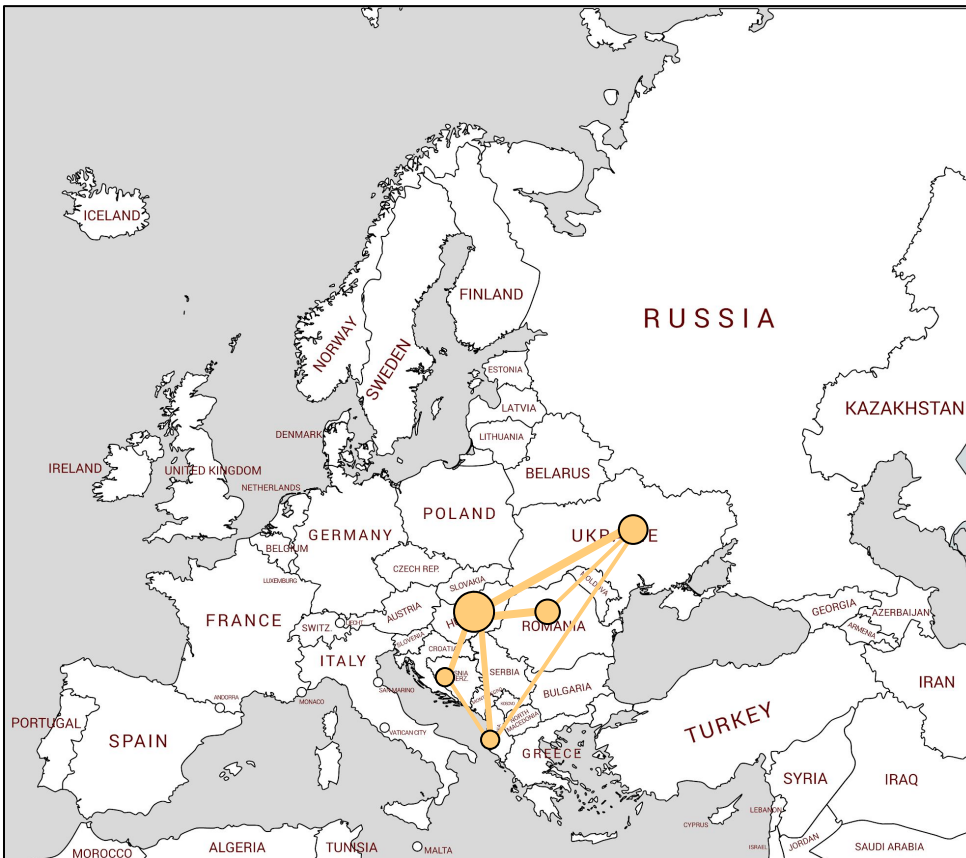 ICELAND
FINLAND
RUSSIA
NORWAY
SWEDEN
ESTONIA
KAZAKHSTAN
LATVIA
DENMARK
LITHUANIA
IRELAND
UNITED KINGDOM
BELARUS
NETHERLANDS
POLAND
GERMANY
BELGIUM
CZECH REP.
LUXEMBURG
SLOVAKIA
MOLDOVA
AUSTRIA
GEORGIA
AZERBAIJAN
FRANCE
SWITZ.
ROMANIA
ARMENIA
SLOVENIA
CROATIA
ITALY
SERBIA
IRAN
SAN MARINO
BULGARIA
ANDORRA
MONACO
KOSOVO
PORTUGAL
NORTH
MACEDONIA
TURKEY
SPAIN
VATICAN CITY
GREECE
SYRIA
IRAQ
LEBANON
CYPRUS
JORDAN
ISRAEL
SAUDI ARABIA
MOROCCO
ALGERIA
TUNISIA
MALTA